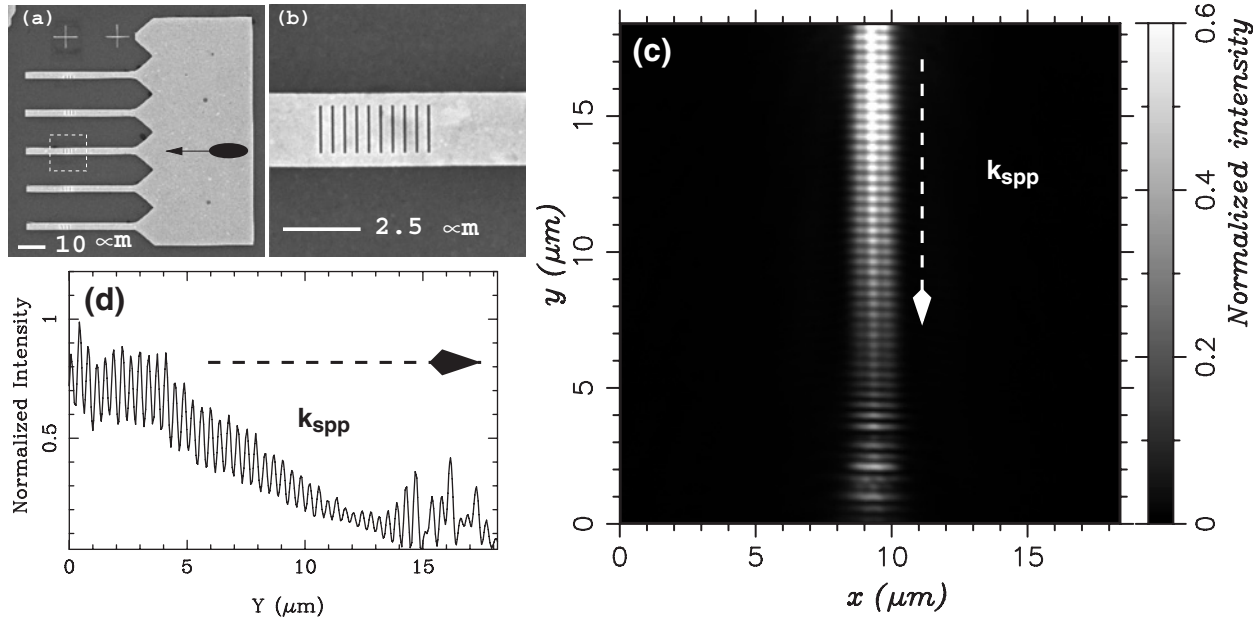 (a)
10 ∝m
(b)
2.5 ∝m
(c)
k_spp
15
10
5
0
y (μm)
0
5
10
15
x (μm)
0.6
0.4
0.2
0
Normalized intensity
(d)
k_spp
1
0.5
Normalized Intensity
0
5
10
15
Y (μm)